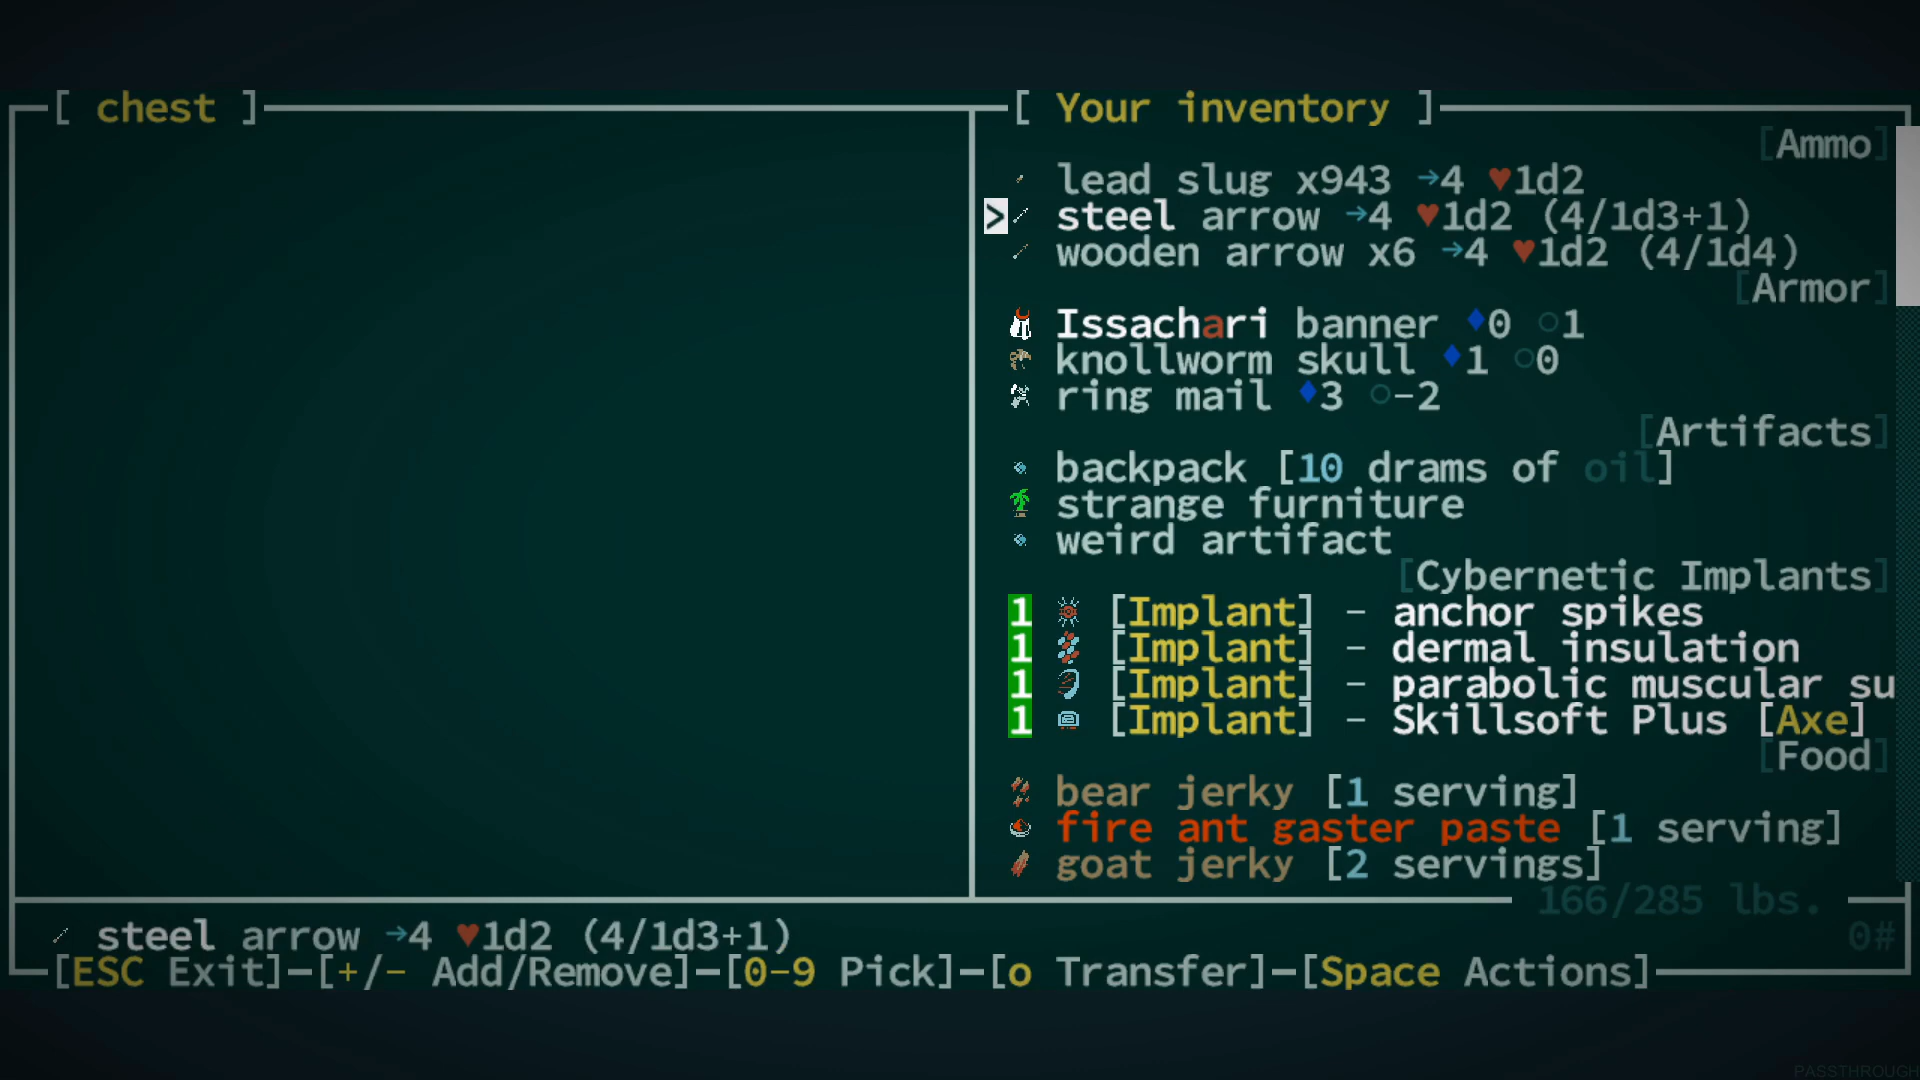 [ chest ]
[ Your inventory ]
[Ammo]
lead slug x943 →4 ♥1d2
> steel arrow →4 ♥1d2 (4/1d3+1)
wooden arrow x6 →4 ♥1d2 (4/1d4)
[Armor]
Issachari banner ♦0 ○1
knollworm skull ♦1 ○0
ring mail ♦3 ○-2
[Artifacts]
backpack [10 drams of oil]
strange furniture
weird artifact
[Cybernetic Implants]
1 [Implant] - anchor spikes
1 [Implant] - dermal insulation
1 [Implant] - parabolic muscular su
1 [Implant] - Skillsoft Plus [Axe]
[Food]
bear jerky [1 serving]
fire ant gaster paste [1 serving]
goat jerky [2 servings]
166/285 lbs.
steel arrow →4 ♥1d2 (4/1d3+1)
0#
[ESC Exit]-[+/- Add/Remove]-[0-9 Pick]-[o Transfer]-[Space Actions]
PASSTHROUGH